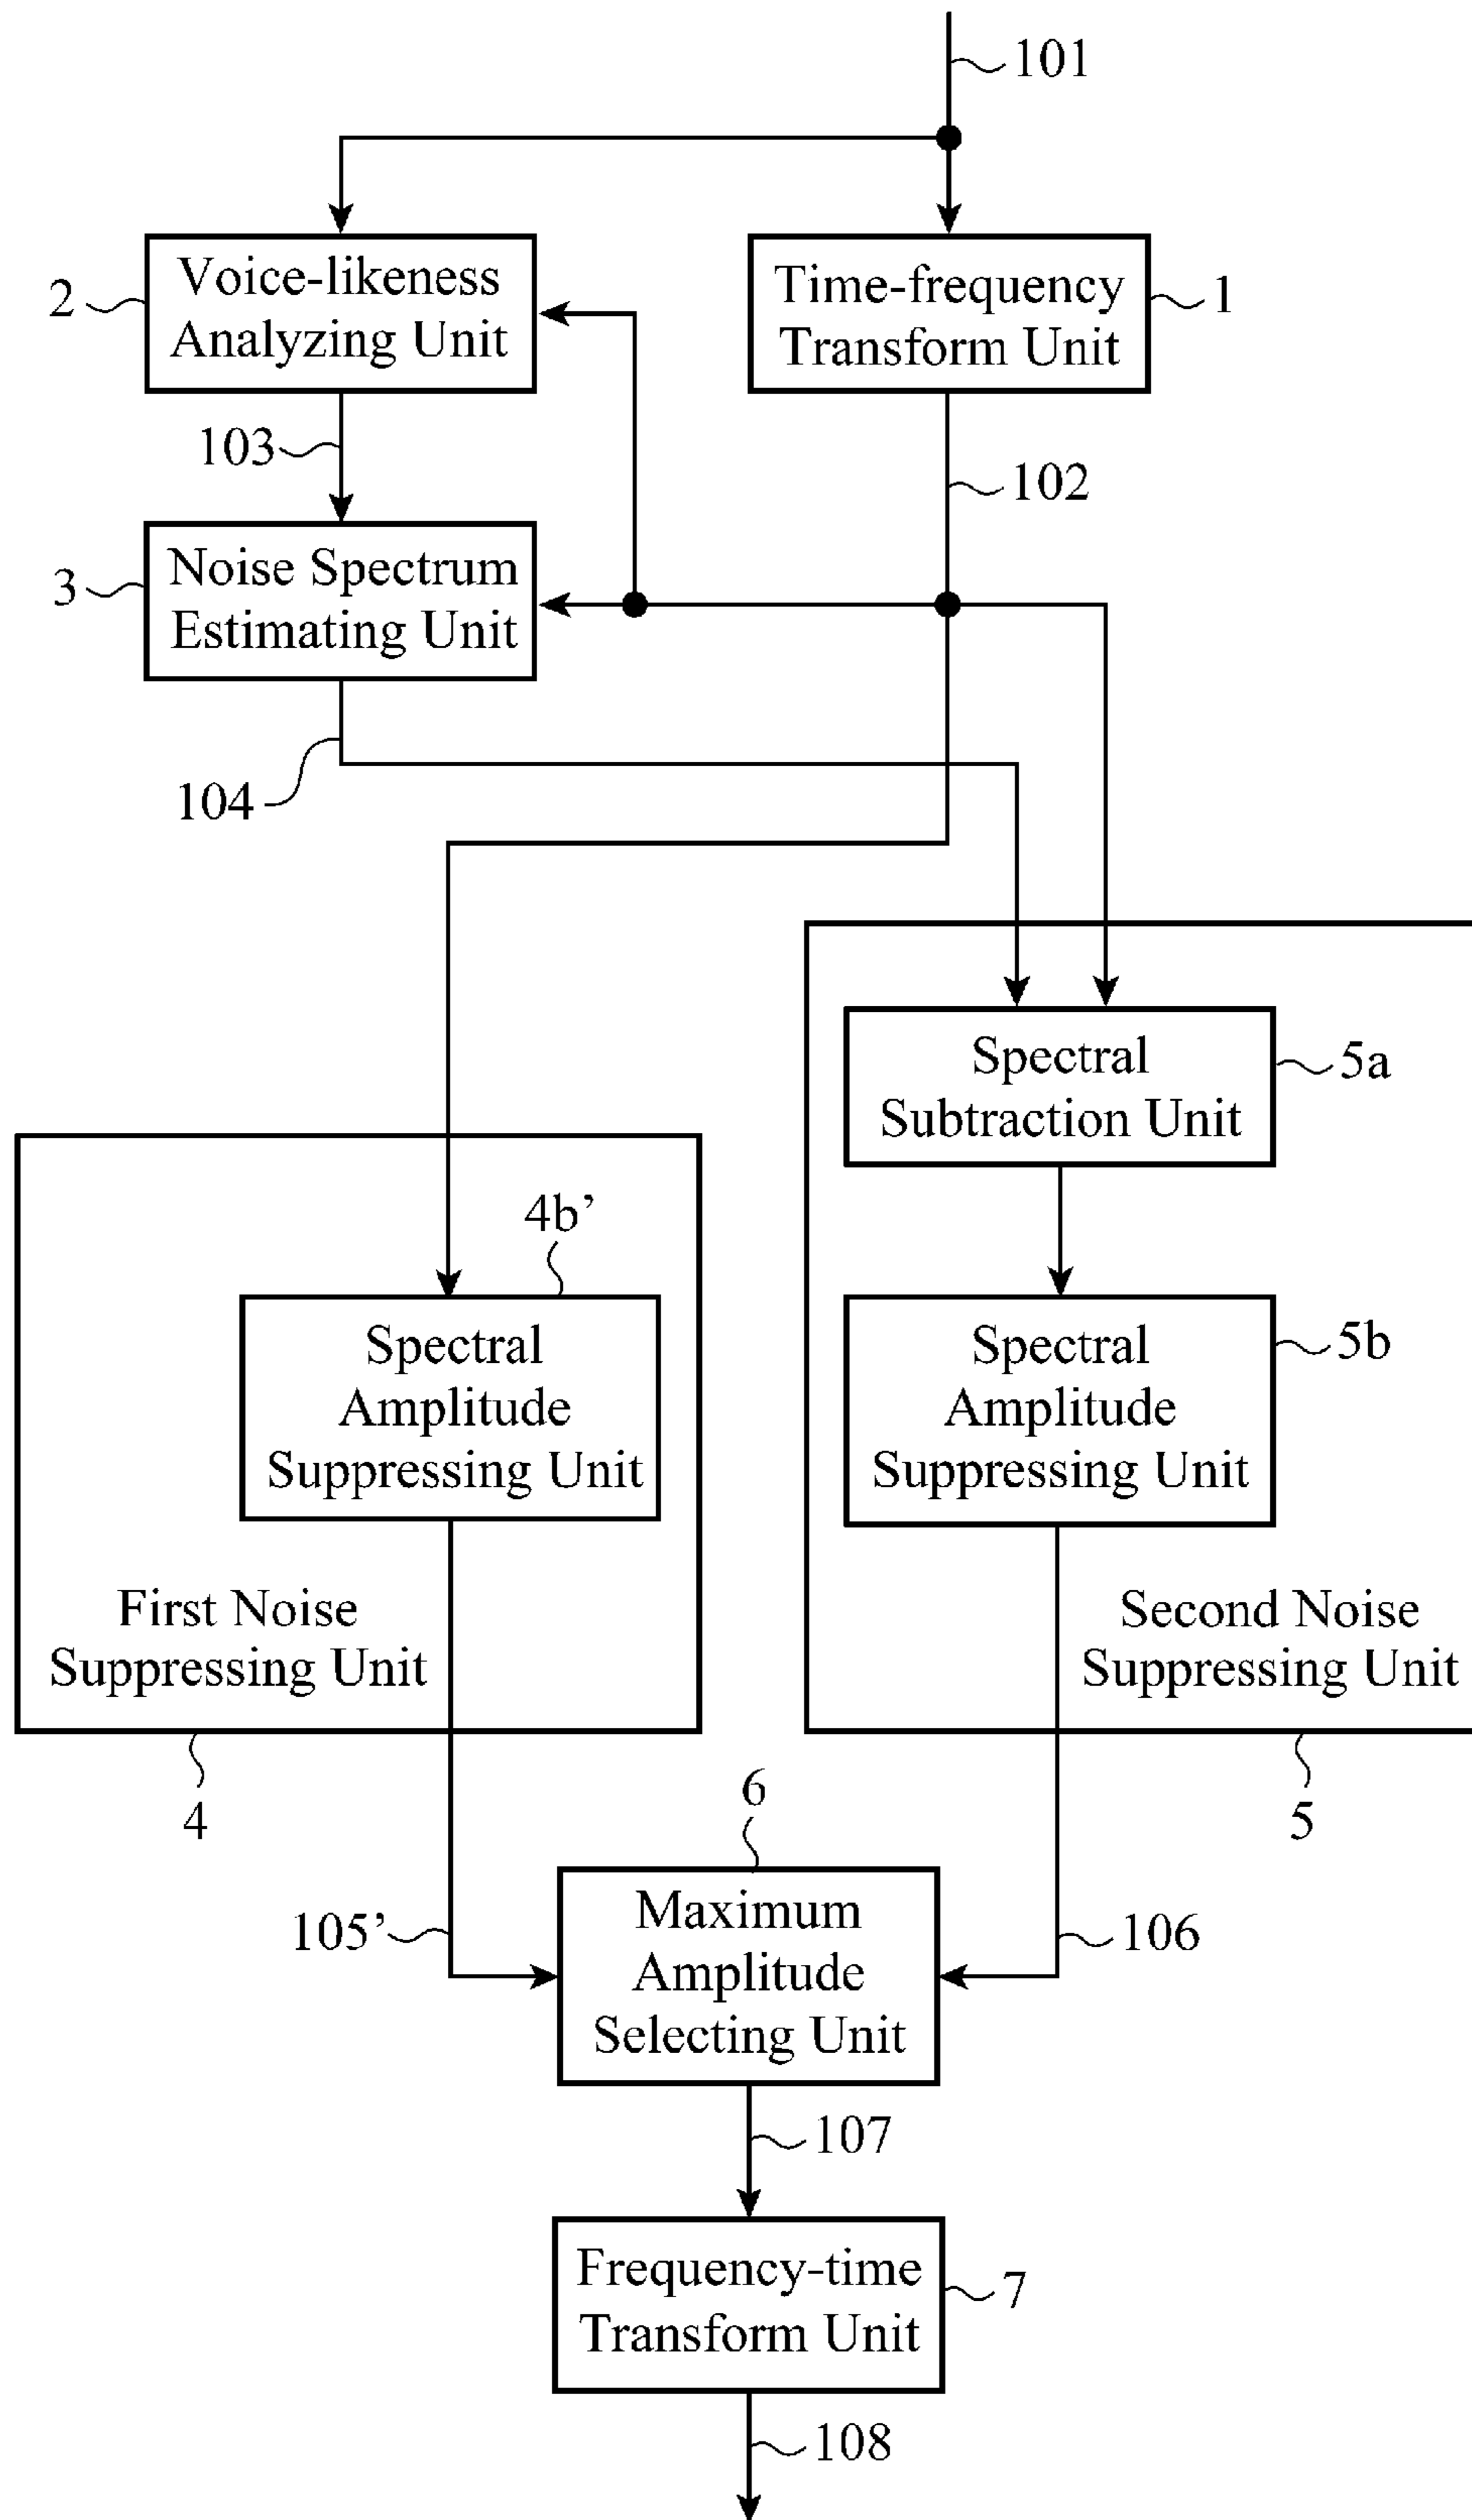 101
Voice-likeness
Analyzing Unit
2
Time-frequency
Transform Unit
1
103
102
Noise Spectrum
Estimating Unit
3
104
Spectral
Subtraction Unit
5a
4b’
Spectral
Amplitude
Suppressing Unit
Spectral
Amplitude
Suppressing Unit
5b
First Noise
Suppressing Unit
Second Noise
Suppressing Unit
4
5
6
Maximum
Amplitude
Selecting Unit
105’
106
107
Frequency-time
Transform Unit
7
108